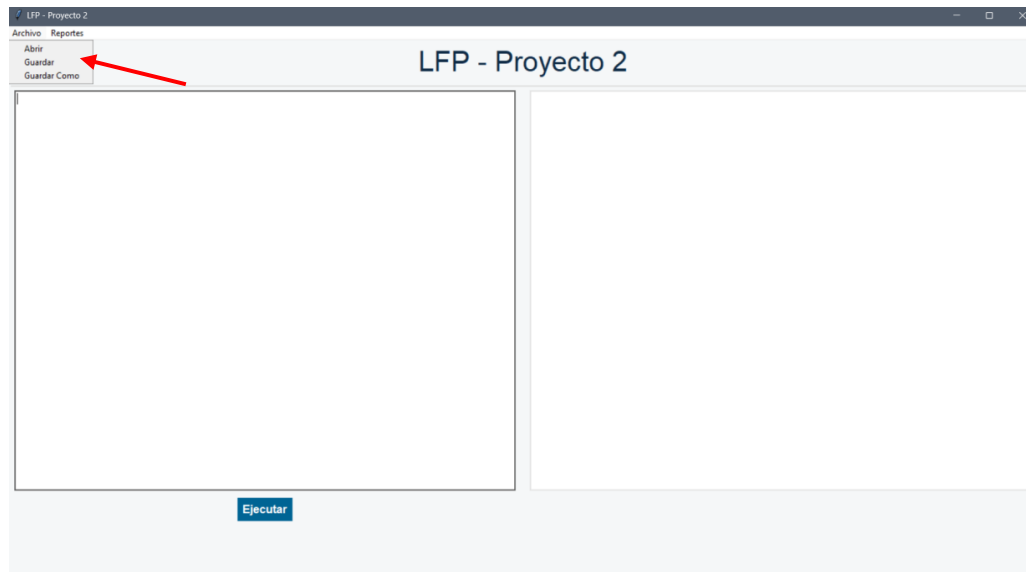 LFP - Proyecto 2
Archivo Reportes
Abrir
Guardar
Guardar Como
LFP - Proyecto 2
Ejecutar